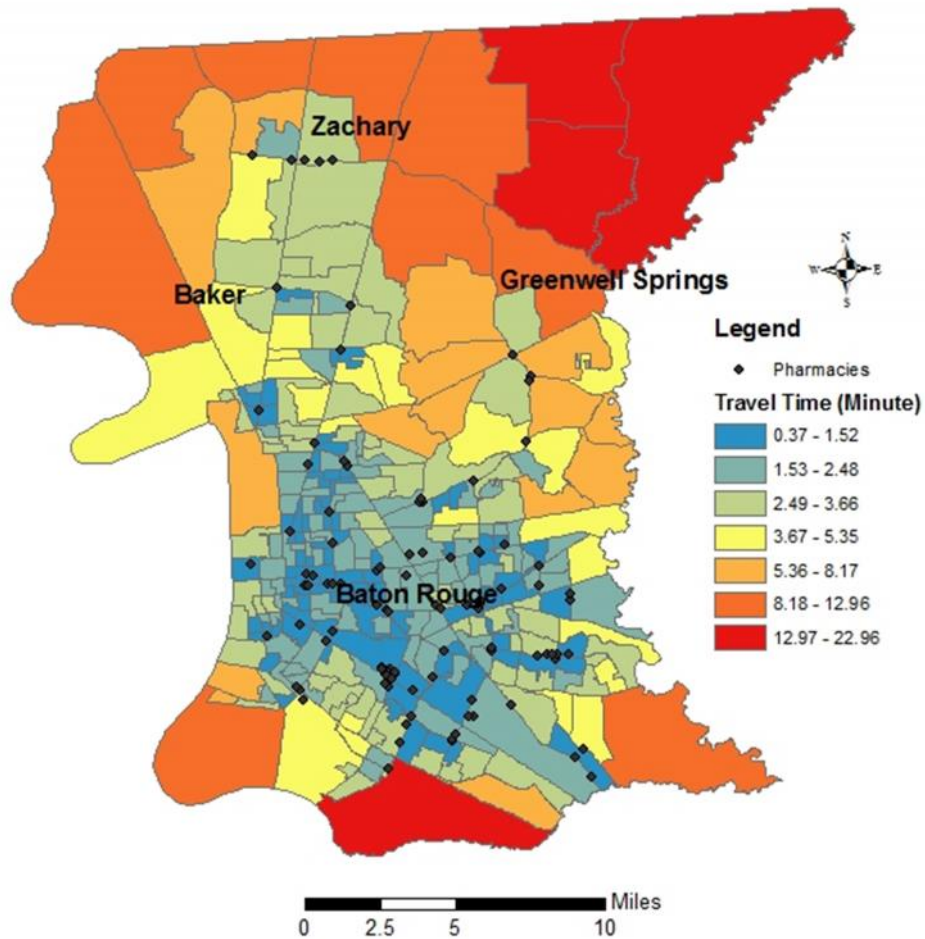 Zachary
Greenwell Springs
Baker
Baton Rouge
N
W E
S
Legend
Pharmacies
Travel Time (Minute)
0.37 - 1.52
1.53 - 2.48
2.49 - 3.66
3.67 - 5.35
5.36 - 8.17
8.18 - 12.96
12.97 - 22.96
Miles
0 2.5 5 10